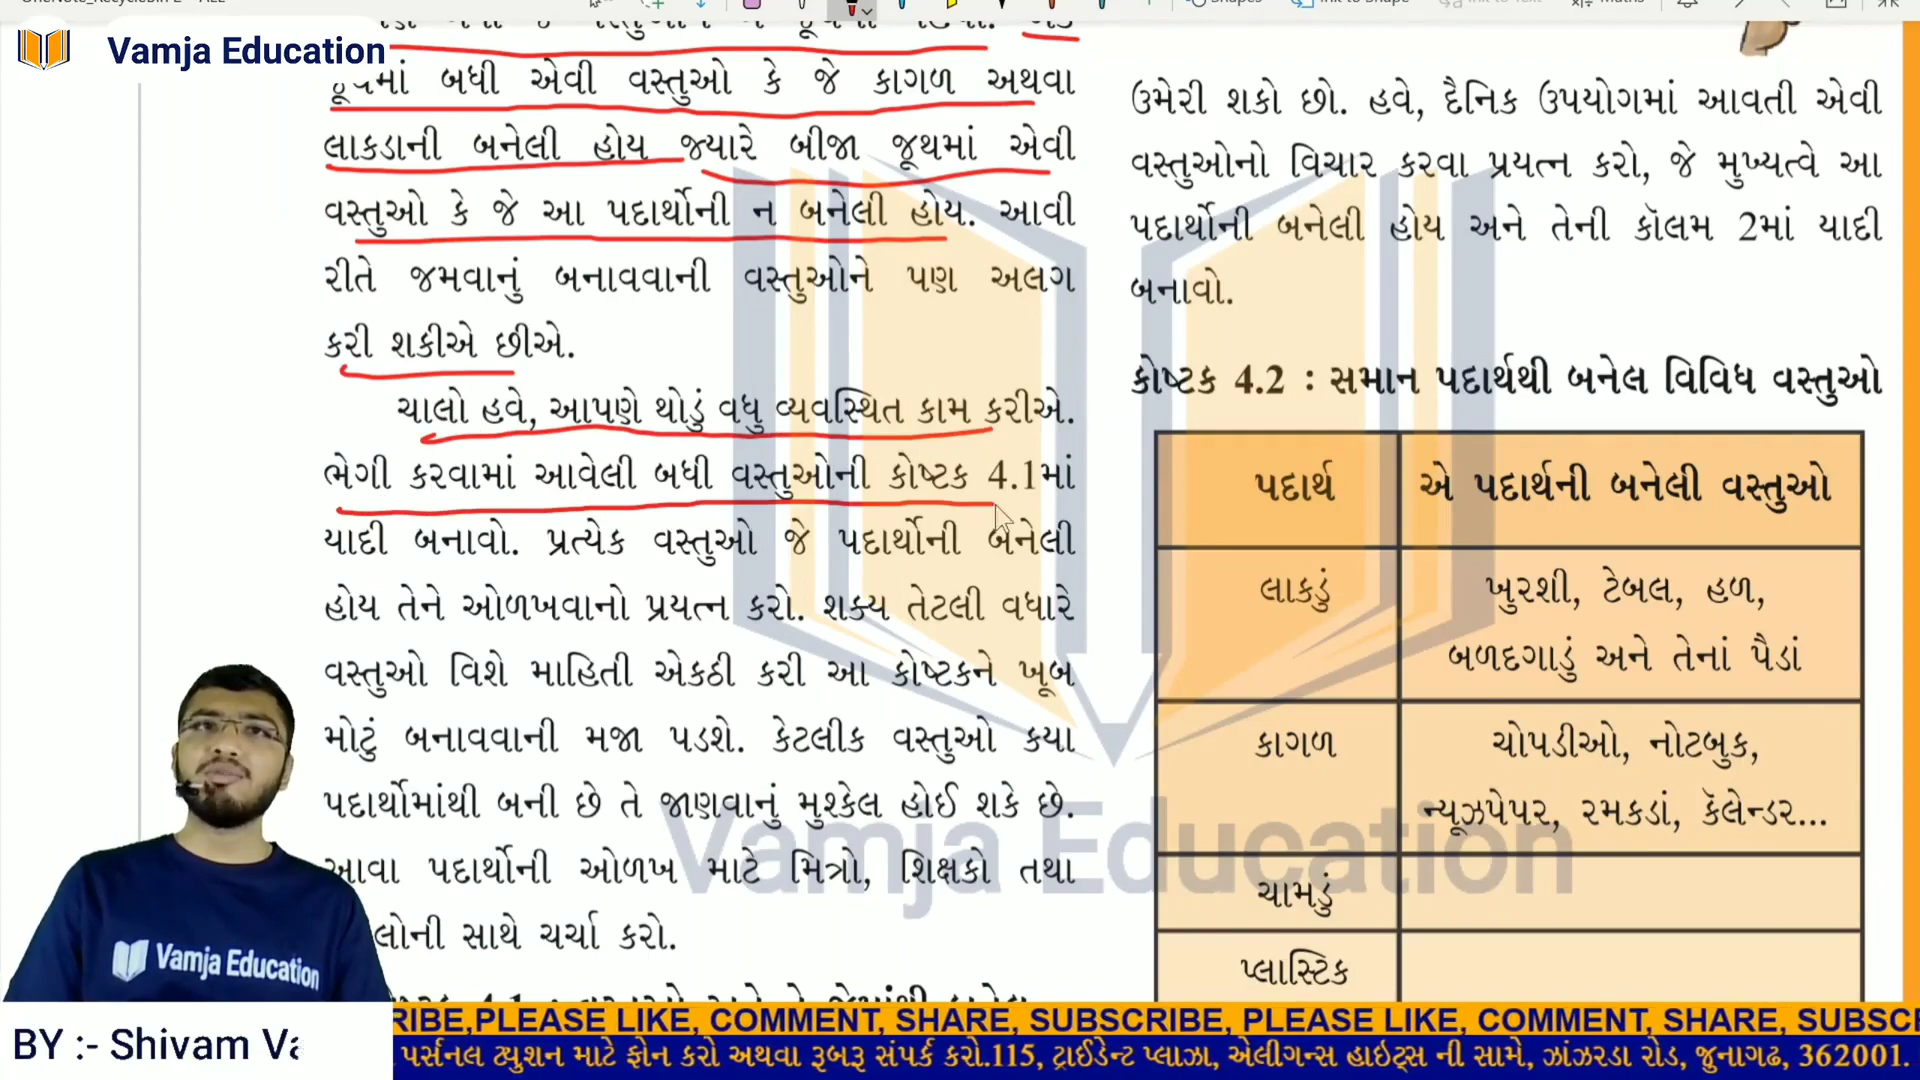 Vamja Education
જૂથમાં બધી એવી વસ્તુઓ કે જે કાગળ અથવા
લાકડાની બનેલી હોય જ્યારે બીજા જૂથમાં એવી
વસ્તુઓ કે જે આ પદાર્થોની ન બનેલી હોય. આવી
રીતે જમવાનું બનાવવાની વસ્તુઓને પણ અલગ
કરી શકીએ છીએ.
ચાલો હવે, આપણે થોડું વધુ વ્યવસ્થિત કામ કરીએ.
ભેગી કરવામાં આવેલી બધી વસ્તુઓની કોષ્ટક 4.1માં
યાદી બનાવો. પ્રત્યેક વસ્તુઓ જે પદાર્થોની બનેલી
હોય તેને ઓળખવાનો પ્રયત્ન કરો. શક્ય તેટલી વધારે
વસ્તુઓ વિશે માહિતી એકઠી કરી આ કોષ્ટકને ખૂબ
મોટું બનાવવાની મજા પડશે. કેટલીક વસ્તુઓ કયા
પદાર્થોમાંથી બની છે તે જાણવાનું મુશ્કેલ હોઈ શકે છે.
આવા પદાર્થોની ઓળખ માટે મિત્રો, શિક્ષકો તથા
લોની સાથે ચર્ચા કરો.
ઉમેરી શકો છો. હવે, દૈનિક ઉપયોગમાં આવતી એવી
વસ્તુઓનો વિચાર કરવા પ્રયત્ન કરો, જે મુખ્યત્વે આ
પદાર્થોની બનેલી હોય અને તેની કૉલમ 2માં યાદી
બનાવો.
કોષ્ટક 4.2 : સમાન પદાર્થથી બનેલ વિવિધ વસ્તુઓ
પદાર્થ એ પદાર્થની બનેલી વસ્તુઓ
લાકડું ખુરશી, ટેબલ, હળ,
બળદગાડું અને તેનાં પૈડાં
કાગળ ચોપડીઓ, નોટબુક,
ન્યૂઝપેપર, રમકડાં, કૅલેન્ડર...
ચામડું
પ્લાસ્ટિક
Vamja Education
Vamja Education
BY :- Shivam Va
RIBE,PLEASE LIKE, COMMENT, SHARE, SUBSCRIBE, PLEASE LIKE, COMMENT, SHARE, SUBSC
પર્સનલ ટ્યુશન માટે ફોન કરો અથવા રૂબરૂ સંપર્ક કરો.115, ટ્રાઈડેન્ટ પ્લાઝા, એલીગન્સ હાઇટ્સ ની સામે, ઝાંઝરડા રોડ, જુનાગઢ, 362001.